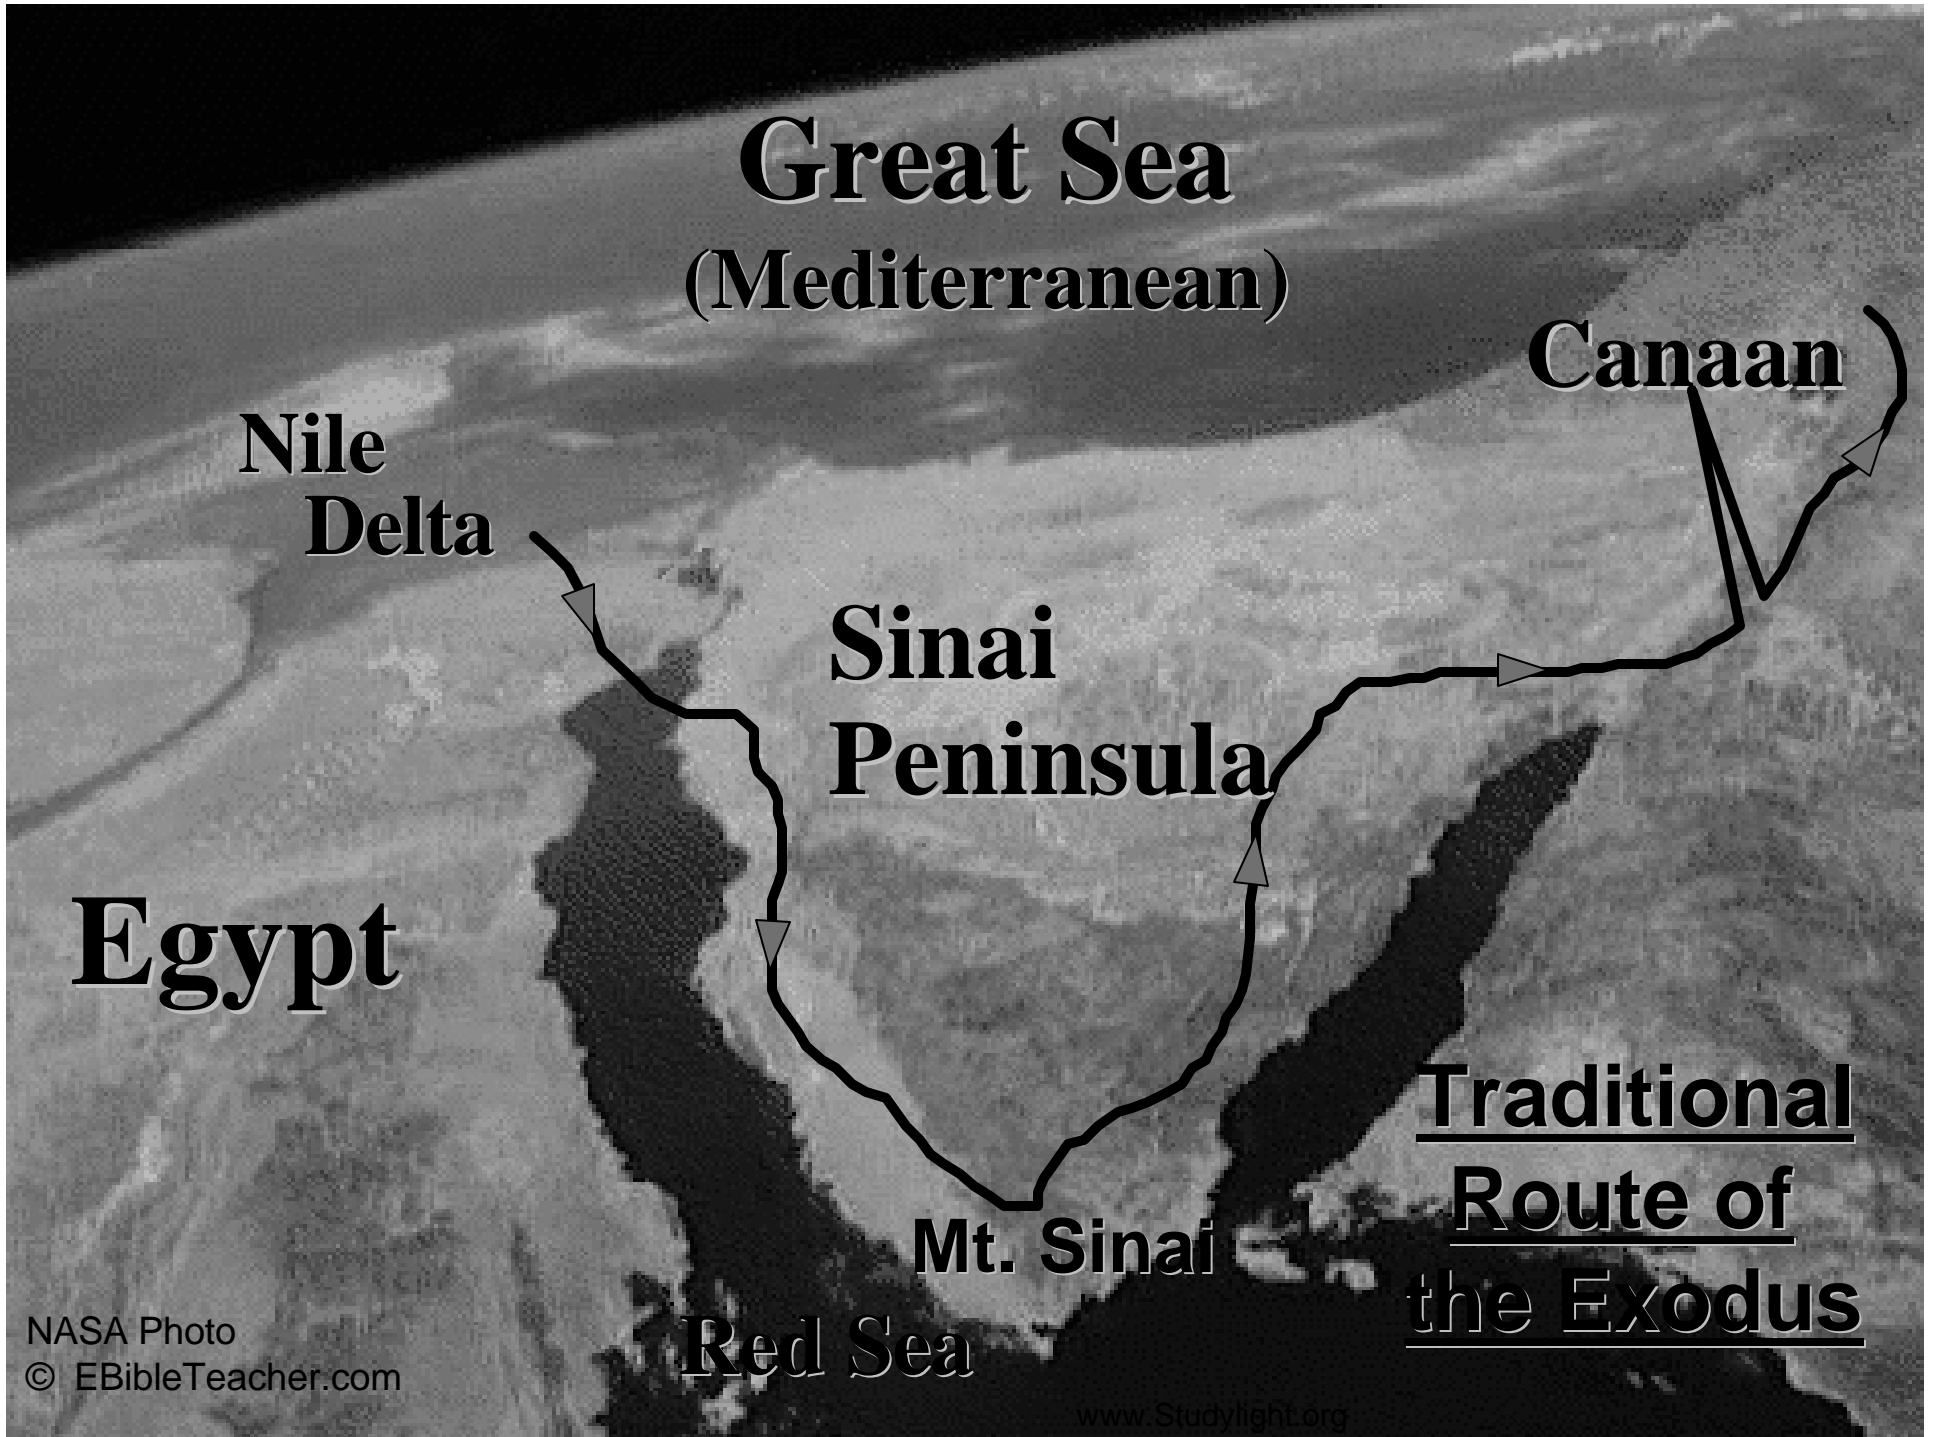 Great Sea
(Mediterranean)
Canaan
Nile
Delta
Sinai
Peninsula
Egypt
Traditional
Route of
the Exodus
Mt. Sinai
Red Sea
NASA Photo
© EBibleTeacher.com
www.Studylight.org